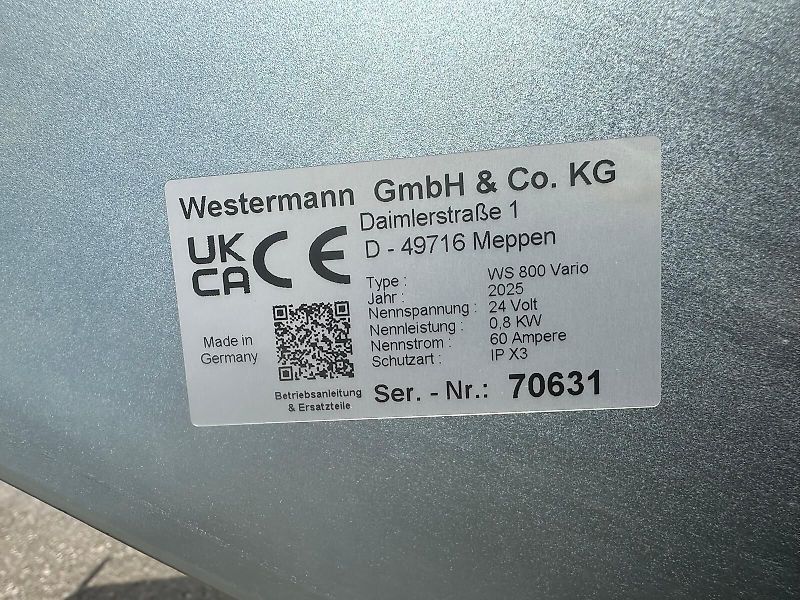 Westermann GmbH & Co. KG
Daimlerstraße 1
D - 49716 Meppen
UK
CA
CE
Type : WS 800 Vario
Jahr : 2025
Nennspannung : 24 Volt
Nennleistung : 0,8 KW
Nennstrom : 60 Ampere
Schutzart : IP X3
Made in
Germany
Betriebsanleitung
& Ersatzteile
Ser. - Nr.: 70631